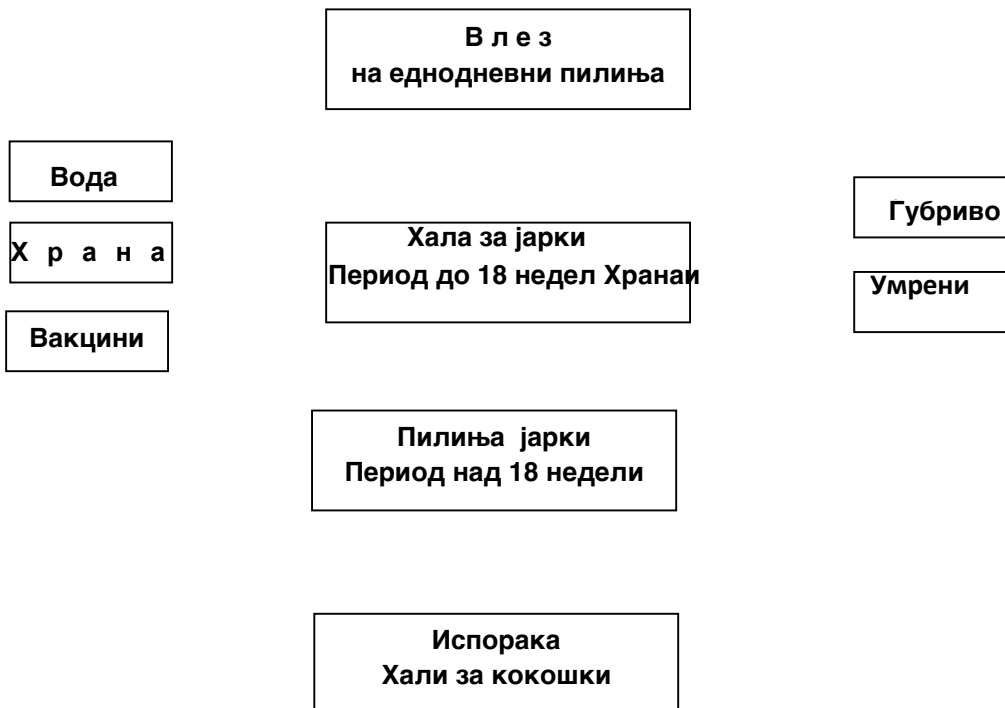 В л е з
на еднодневни пилиња
Вода
Х р а н а
Вакцини
Хала за јарки
Период до 18 недел Хранаи
Губриво
Умрени
Пилиња јарки
Период над 18 недели
Испорака
Хали за кокошки